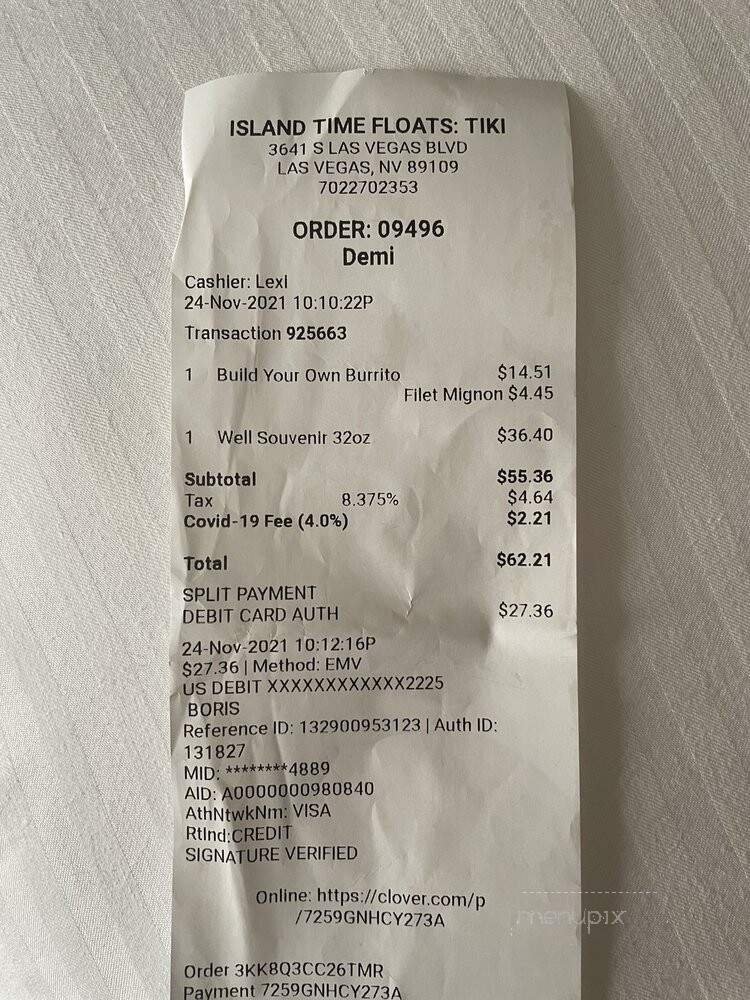 ISLAND TIME FLOATS: TIKI
3641 S LAS VEGAS BLVD
LAS VEGAS, NV 89109
7022702353
ORDER: 09496
Demi
Cashier: Lexi
24-Nov-2021 10:10:22P
Transaction 925663
1 Build Your Own Burrito $14.51
Filet Mignon $4.45
1 Well Souvenir 32oz $36.40
Subtotal $55.36
Tax 8.375% $4.64
Covid-19 Fee (4.0%) $2.21
Total $62.21
SPLIT PAYMENT
DEBIT CARD AUTH $27.36
24-Nov-2021 10:12:16P
$27.36 | Method: EMV
US DEBIT XXXXXXXXXXXX2225
BORIS
Reference ID: 132900953123 | Auth ID:
131827
MID: ********4889
AID: A0000000980840
AthNtwkNm: VISA
RtInd:CREDIT
SIGNATURE VERIFIED
Online: https://clover.com/p
/7259GNHCY273A
menupix
Order 3KK8Q3CC26TMR
Payment 7259GNHCY273A